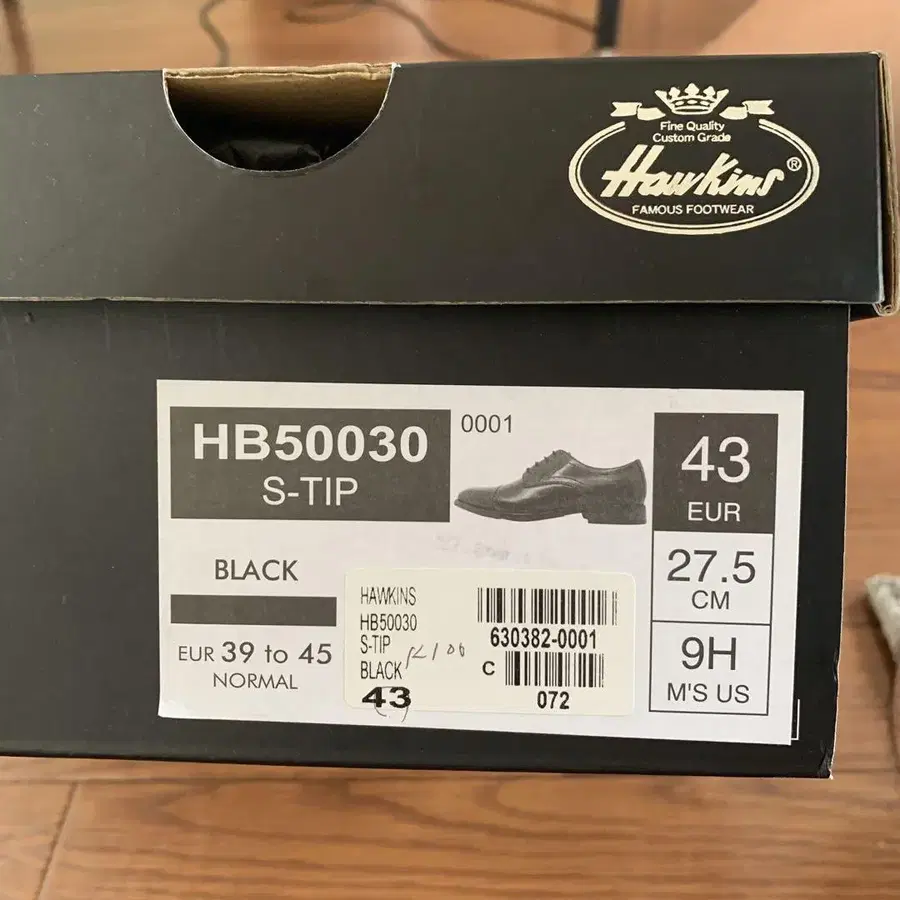 Fine Quality
Custom Grade
Hawkins®
FAMOUS FOOTWEAR
HB50030
S-TIP
0001
43
EUR
27.5
CM
9H
M'S US
BLACK
EUR 39 to 45
NORMAL
HAWKINS
HB50030
S-TIP
BLACK
43
630382-0001
C
072